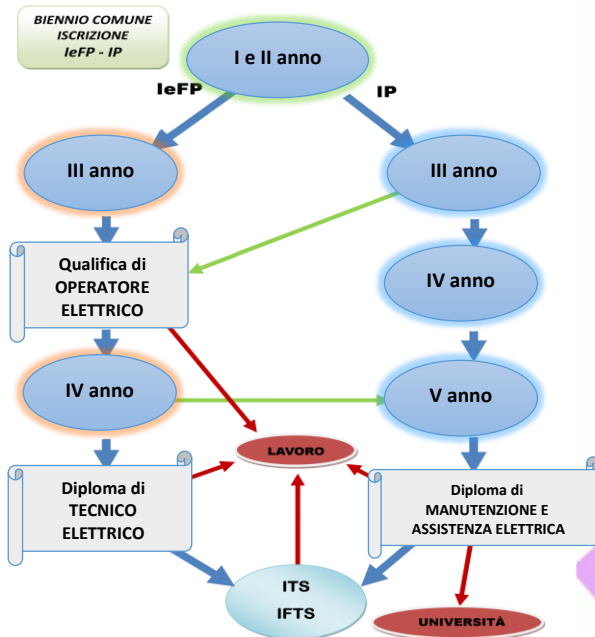 BIENNIO COMUNE
ISCRIZIONE
IeFP - IP
I e II anno
IeFP
IP
III anno
III anno
Qualifica di
OPERATORE
ELETTRICO
IV anno
IV anno
V anno
LAVORO
Diploma di
TECNICO
ELETTRICO
Diploma di
MANUTENZIONE E
ASSISTENZA ELETTRICA
ITS
IFTS
UNIVERSITÀ